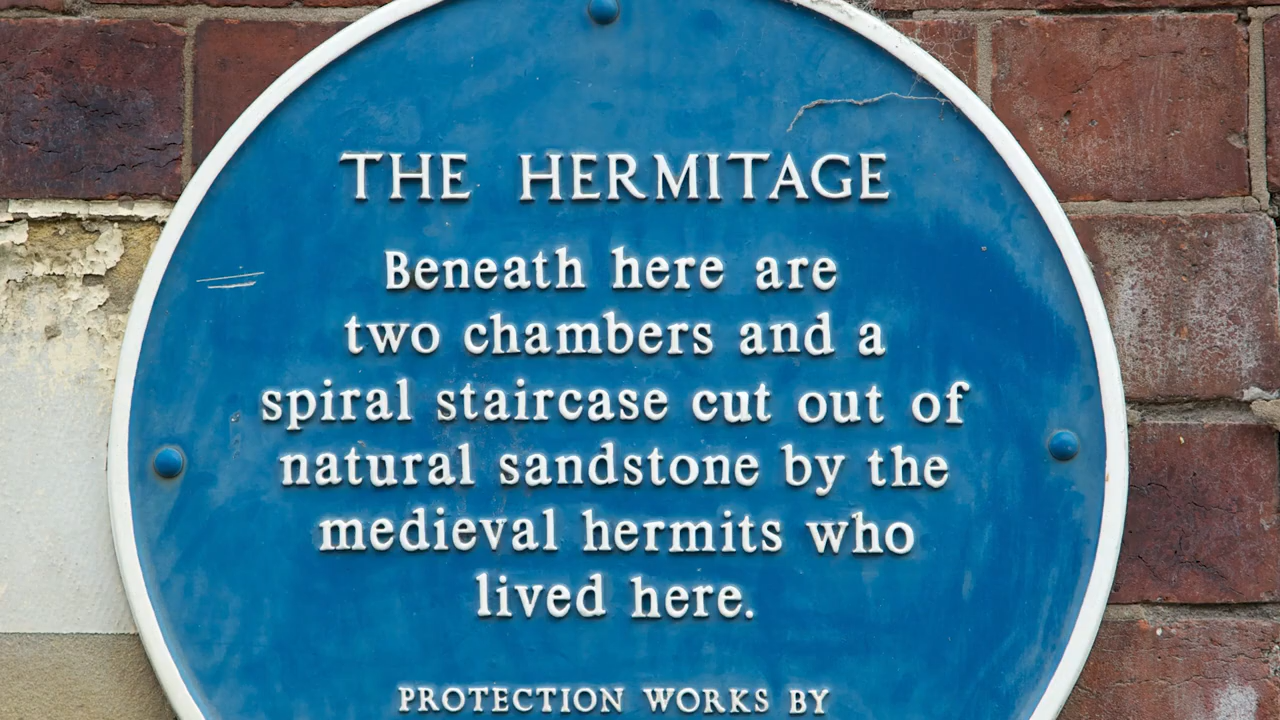 THE HERMITAGE
Beneath here are
two chambers and a
spiral staircase cut out of
natural sandstone by the
medieval hermits who
lived here.
PROTECTION WORKS BY